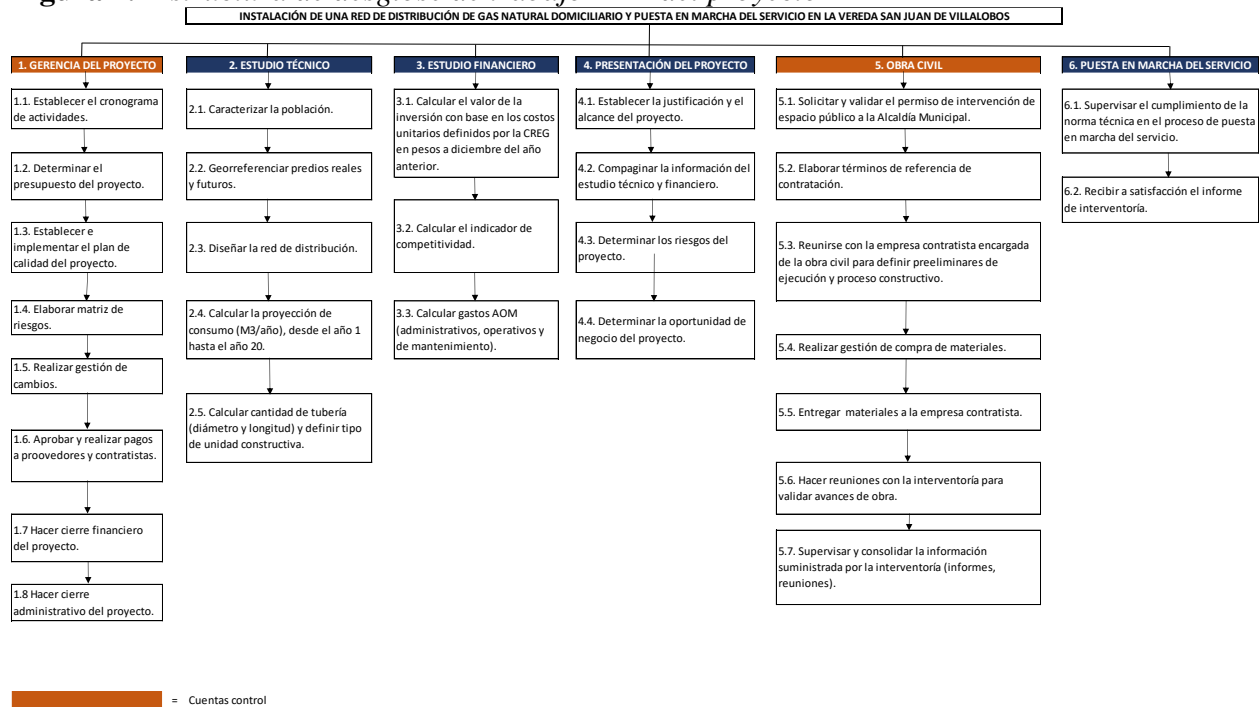 INSTALACIÓN DE UNA RED DE DISTRIBUCIÓN DE GAS NATURAL DOMICILIARIO Y PUESTA EN MARCHA DEL SERVICIO EN LA VEREDA SAN JUAN DE VILLALOBOS
1. GERENCIA DEL PROYECTO
1.1. Establecer el cronograma
de actividades.
1.2. Determinar el
presupuesto del proyecto.
1.3. Establecer e
implementar el plan de
calidad del proyecto.
1.4. Elaborar matriz de
riesgos.
1.5. Realizar gestión de
cambios.
1.6. Aprobar y realizar pagos
a proovedores y contratistas.
1.7 Hacer cierre financiero
del proyecto.
1.8 Hacer cierre
administrativo del proyecto.
2. ESTUDIO TÉCNICO
2.1. Caracterizar la población.
2.2. Georreferenciar predios reales
y futuros.
2.3. Diseñar la red de distribución.
2.4. Calcular la proyección de
consumo (M3/año), desde el año 1
hasta el año 20.
2.5. Calcular cantidad de tubería
(diámetro y longitud) y definir tipo
de unidad constructiva.
3. ESTUDIO FINANCIERO
3.1. Calcular el valor de la
inversión con base en los costos
unitarios definidos por la CREG
en pesos a diciembre del año
anterior.
3.2. Calcular el indicador de
competitividad.
3.3. Calcular gastos AOM
(administrativos, operativos y
de mantenimiento).
4. PRESENTACIÓN DEL PROYECTO
4.1. Establecer la justificación y el
alcance del proyecto.
4.2. Compaginar la información del
estudio técnico y financiero.
4.3. Determinar los riesgos del
proyecto.
4.4. Determinar la oportunidad de
negocio del proyecto.
5. OBRA CIVIL
5.1. Solicitar y validar el permiso de intervención de
espacio público a la Alcaldía Municipal.
5.2. Elaborar términos de referencia de
contratación.
5.3. Reunirse con la empresa contratista encargada
de la obra civil para definir preeliminares de
ejecución y proceso constructivo.
5.4. Realizar gestión de compra de materiales.
5.5. Entregar materiales a la empresa contratista.
5.6. Hacer reuniones con la interventoría para
validar avances de obra.
5.7. Supervisar y consolidar la información
suministrada por la interventoría (informes,
reuniones).
6. PUESTA EN MARCHA DEL SERVICIO
6.1. Supervisar el cumplimiento de la
norma técnica en el proceso de puesta
en marcha del servicio.
6.2. Recibir a satisfacción el informe
de interventoría.
= Cuentas control